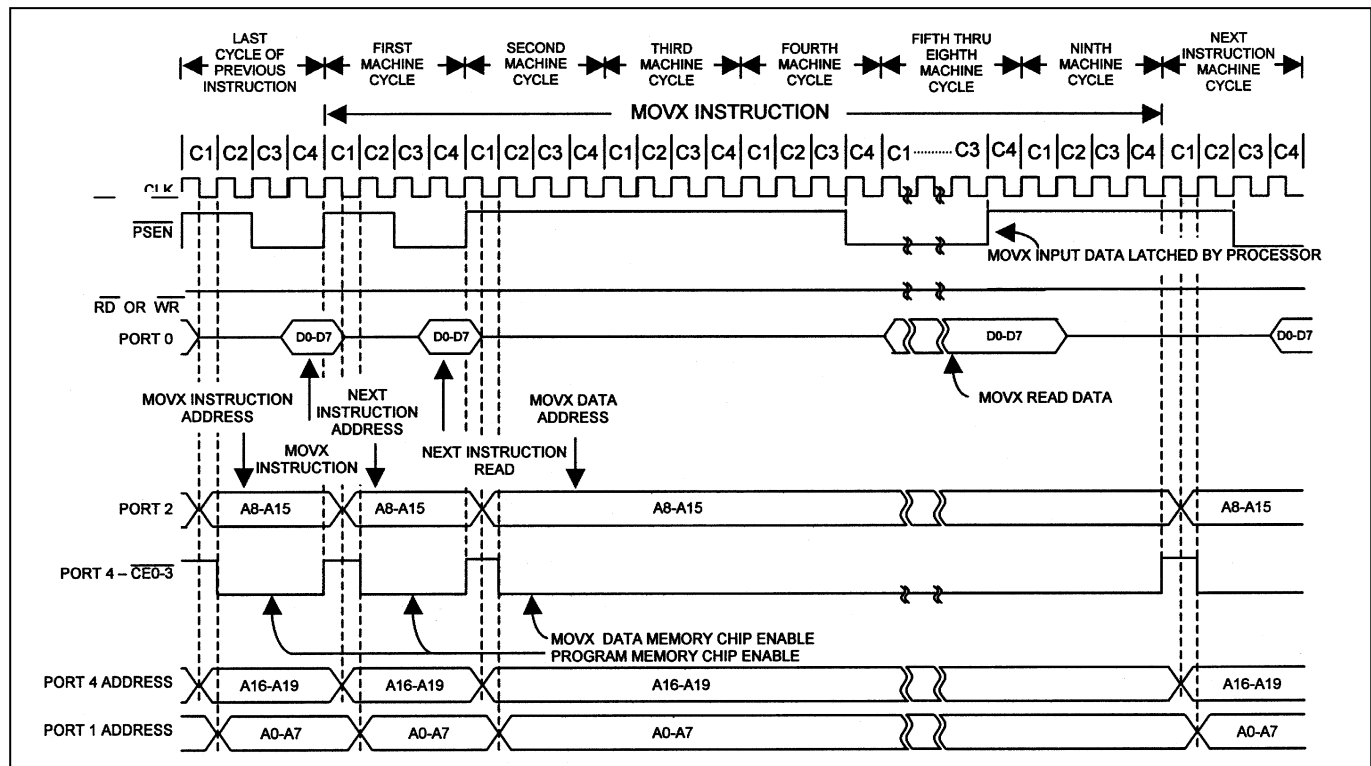 LAST CYCLE OF PREVIOUS INSTRUCTION
FIRST MACHINE CYCLE
SECOND MACHINE CYCLE
THIRD MACHINE CYCLE
FOURTH MACHINE CYCLE
FIFTH THRU EIGHTH MACHINE CYCLE
NINTH MACHINE CYCLE
NEXT INSTRUCTION MACHINE CYCLE
MOVX INSTRUCTION
C1 C2 C3 C4 C1 C2 C3 C4 C1 C2 C3 C4 C1 C2 C3 C4 C1 C2 C3 C4 C1 ......... C3 C4 C1 C2 C3 C4 C1 C2 C3 C4
CLK
PSEN
MOVX INPUT DATA LATCHED BY PROCESSOR
RD OR WR
PORT 0
D0-D7
D0-D7
D0-D7
D0-D7
MOVX INSTRUCTION ADDRESS
NEXT INSTRUCTION ADDRESS
MOVX DATA ADDRESS
MOVX READ DATA
MOVX INSTRUCTION
NEXT INSTRUCTION READ
PORT 2
A8-A15
A8-A15
A8-A15
A8-A15
PORT 4 – CE0-3
MOVX DATA MEMORY CHIP ENABLE
PROGRAM MEMORY CHIP ENABLE
PORT 4 ADDRESS
A16-A19
A16-A19
A16-A19
A16-A19
PORT 1 ADDRESS
A0-A7
A0-A7
A0-A7
A0-A7